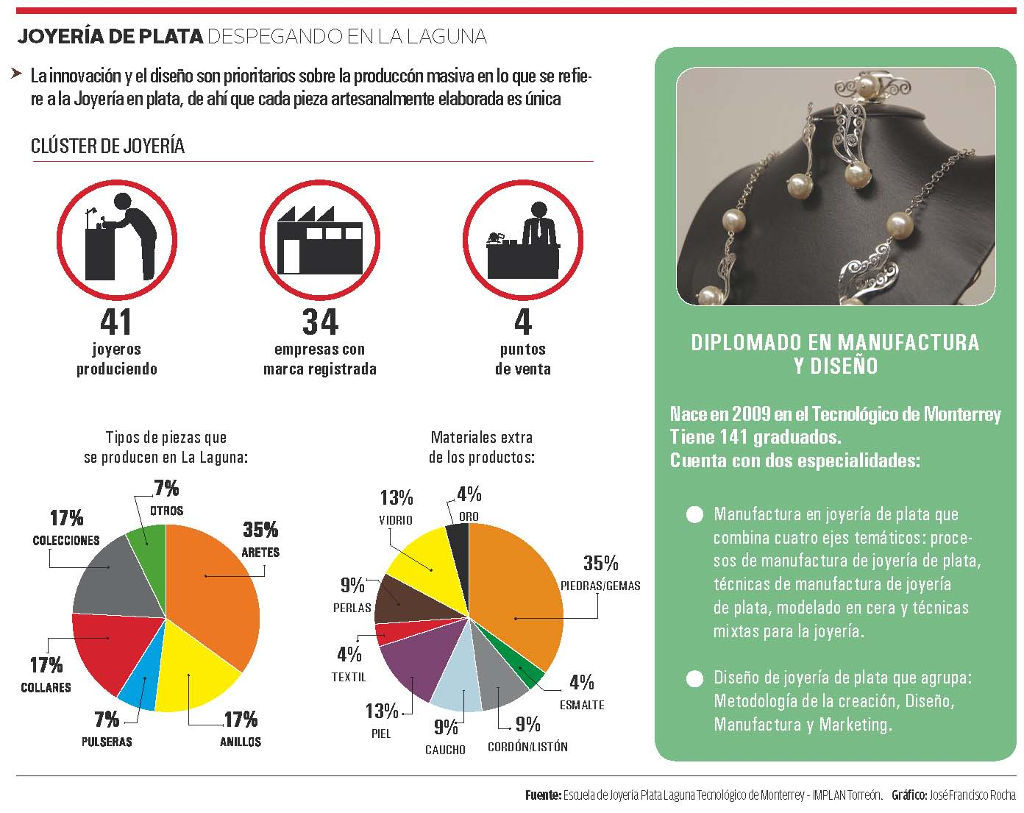 JOYERÍA DE PLATA DESPEGANDO EN LA LAGUNA
La innovación y el diseño son prioritarios sobre la produccón masiva en lo que se refie-
re a la Joyería en plata, de ahí que cada pieza artesanalmente elaborada es única
CLÚSTER DE JOYERÍA
41
joyeros
produciendo
34
empresas con
marca registrada
4
puntos
de venta
Tipos de piezas que
se producen en La Laguna:
7%
OTROS
17%
COLECCIONES
35%
ARETES
17%
COLLARES
7%
PULSERAS
17%
ANILLOS
Materiales extra
de los productos:
13%
VIDRIO
4%
ORO
35%
PIEDRAS/GEMAS
9%
PERLAS
4%
TEXTIL
13%
PIEL
9%
CAUCHO
9%
CORDÓN/LISTÓN
4%
ESMALTE
DIPLOMADO EN MANUFACTURA
Y DISEÑO
Nace en 2009 en el Tecnológico de Monterrey
Tiene 141 graduados.
Cuenta con dos especialidades:
Manufactura en joyería de plata que
combina cuatro ejes temáticos: proce-
sos de manufactura de joyería de plata,
técnicas de manufactura de joyería
de plata, modelado en cera y técnicas
mixtas para la joyería.
Diseño de joyería de plata que agrupa:
Metodología de la creación, Diseño,
Manufactura y Marketing.
Fuente: Escuela de Joyería Plata Laguna Tecnológico de Monterrey - IMPLAN Torreón. Gráfico: José Francisco Rocha